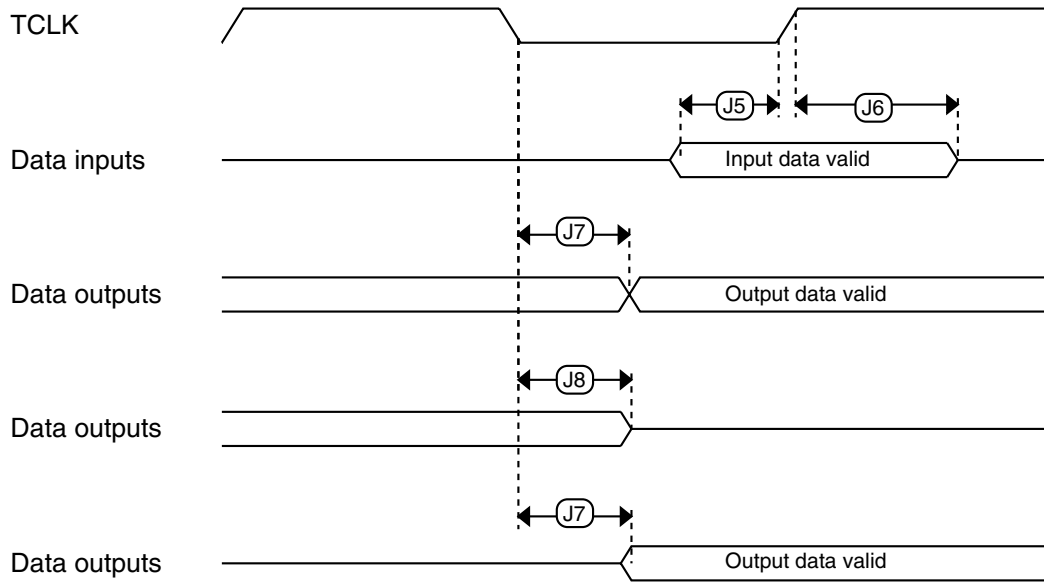 TCLK
J5
J6
Data inputs
Input data valid
J7
Data outputs
Output data valid
J8
Data outputs
J7
Data outputs
Output data valid